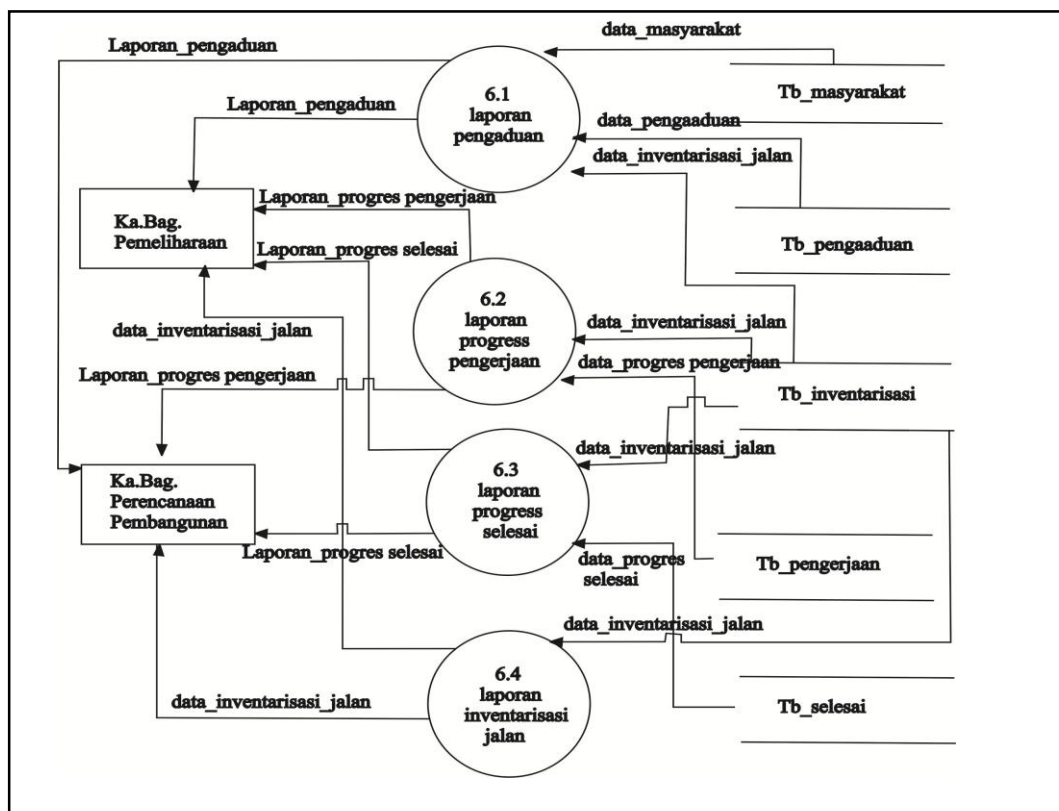 data_masyarakat
Laporan_pengaduan
6.1
laporan
pengaduan
Tb_masyarakat
Laporan_pengaduan
data_pengaaduan
data_inventarisasi_jalan
Laporan_progres pengerjaan
Ka.Bag.
Pemeliharaan
Tb_pengaaduan
Laporan_progres selesai
6.2
laporan
progress
pengerjaan
data_inventarisasi_jalan
data_inventarisasi_jalan
data_progres pengerjaan
Laporan_progres pengerjaan
Tb_inventarisasi
data_inventarisasi_jalan
6.3
laporan
progress
selesai
Ka.Bag.
Perencanaan
Pembangunan
Laporan_progres selesai
data_progres
selesai
Tb_pengerjaan
data_inventarisasi_jalan
6.4
laporan
inventarisasi
jalan
data_inventarisasi_jalan
Tb_selesai